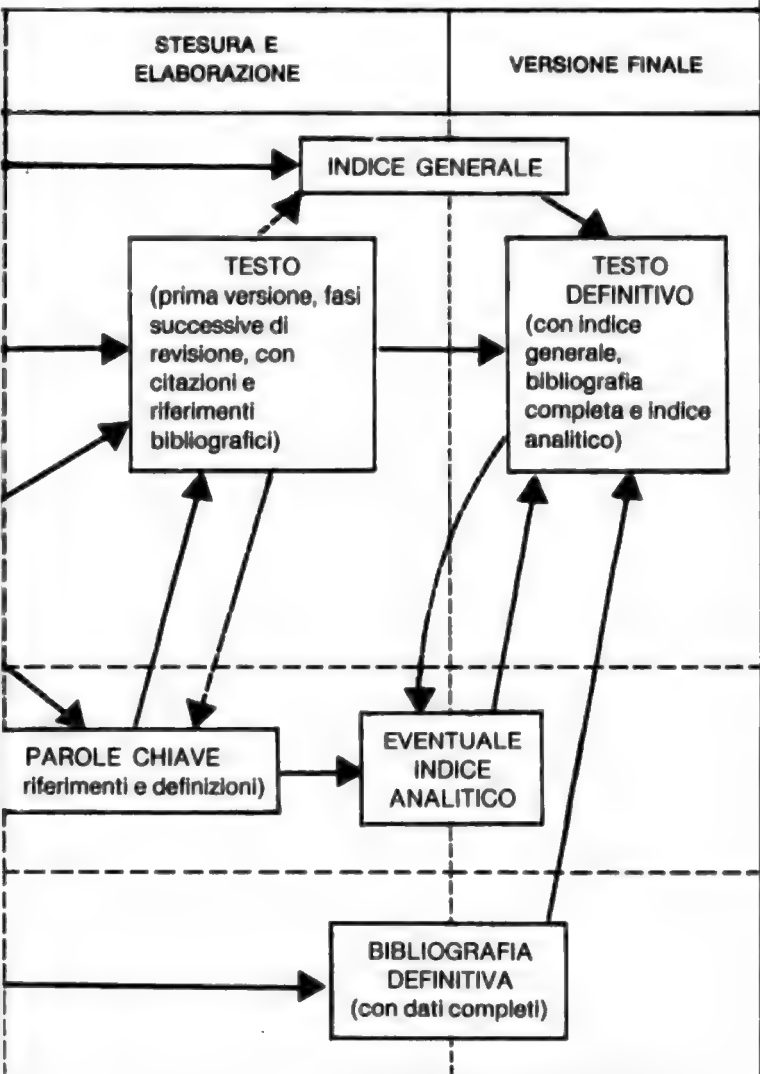 STESURA E
ELABORAZIONE
VERSIONE FINALE
INDICE GENERALE
TESTO
(prima versione, fasi
successive di
revisione, con
citazioni e
riferimenti
bibliografici)
TESTO
DEFINITIVO
(con indice
generale,
bibliografia
completa e indice
analitico)
PAROLE CHIAVE
riferimenti e definizioni)
EVENTUALE
INDICE
ANALITICO
BIBLIOGRAFIA
DEFINITIVA
(con dati completi)